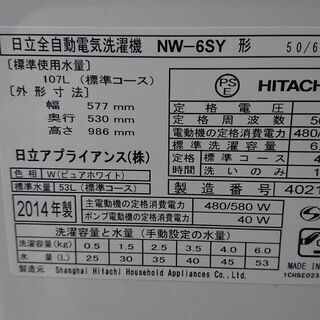 日立全自動電気洗濯機 NW-6SY 形 50/6
[標準使用水量]
107L (標準コース)
[外形寸法]
幅 577 mm
奥行 530 mm
高さ 986 mm
日立アプライアンス(株)
色相 W(ピュアホワイト)
標準水量 53L(標準コース)
PS
E
HITACH
定格電圧
定格周波数 50
電動機の定格消費電力
標準洗濯容量 6.
標準コース 4
洗いのみ 1
製造番号 4021
2014年製
主電動機の定格消費電力 480/580 W
ポンプ電動機の定格消費電力 40 W
洗濯容量と水量(手動設定の水量)
洗濯容量(kg) 0.5 1.5 2.5 3.5 4.0 6.0
水量(L) 25 30 35 40 45 53
製造元: Shanghai Hitachi Household Appliances Co.,Ltd.
MADE IN
1CHSE023